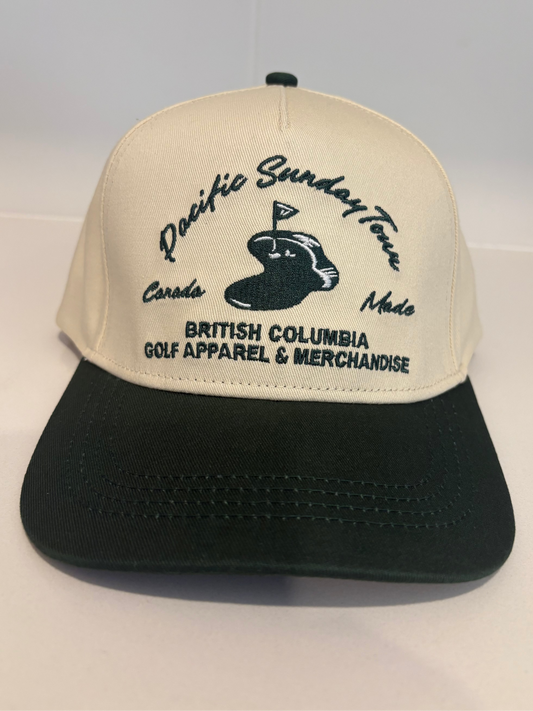 Pacific Sunday Tour
Canada Made
BRITISH COLUMBIA
GOLF APPAREL & MERCHANDISE